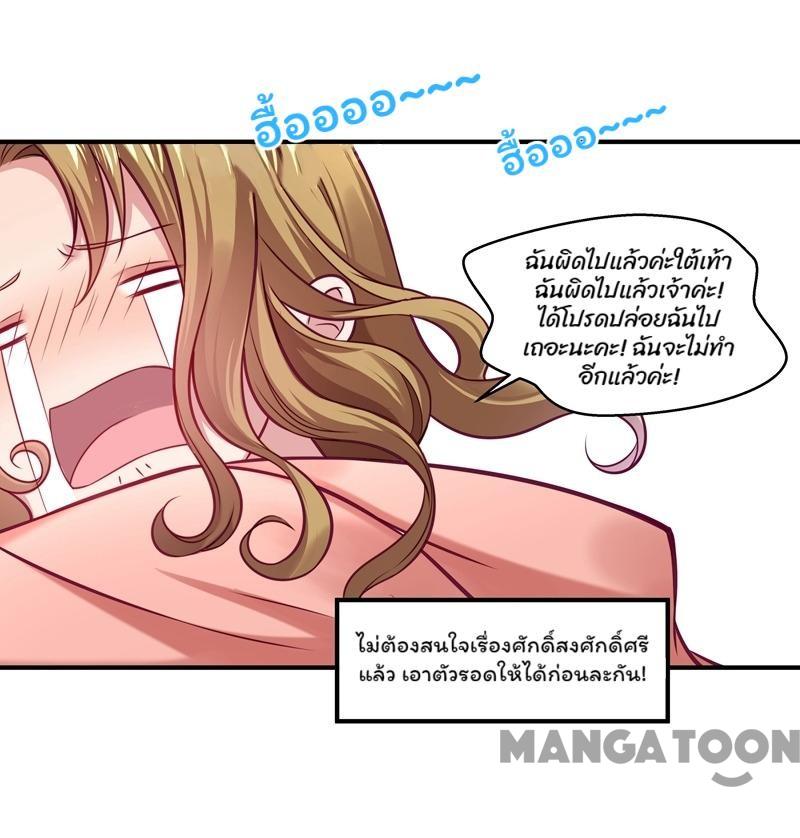 ฮื้ออออ~~~~
ฮื้อออ~~~
ฉันผิดไปแล้วค่ะใต้เท้า
ฉันผิดไปแล้วเจ้าค่ะ!
ได้โปรดปล่อยฉันไป
เถอะนะคะ! ฉันจะไม่ทำ
อีกแล้วค่ะ!
ไม่ต้องสนใจเรื่องศักดิ์สงศักดิ์ศรี
แล้ว เอาตัวรอดให้ได้ก่อนละกัน!
MANGATOON